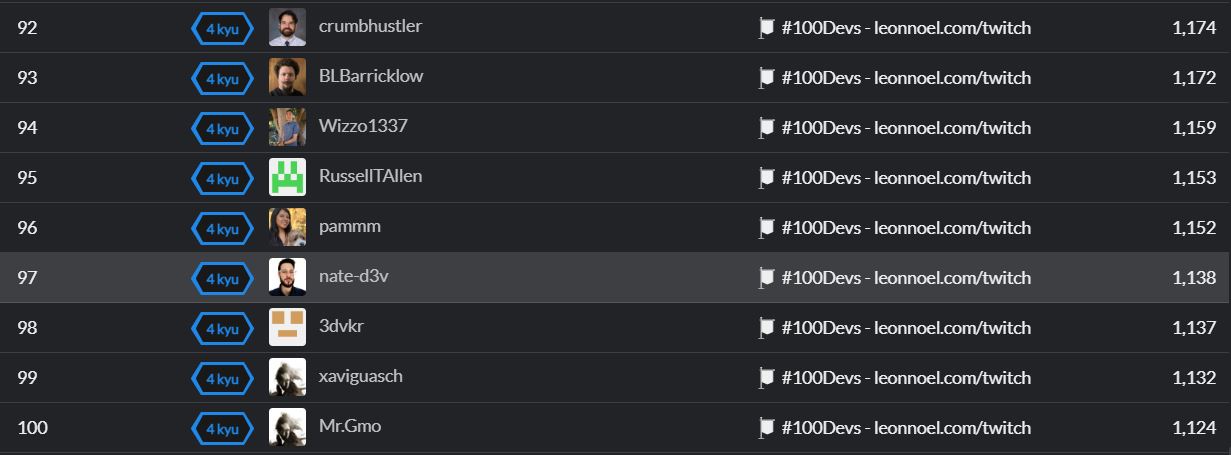 92 4 kyu crumbhustler #100Devs - leonnoel.com/twitch 1,174
93 4 kyu BLBarricklow #100Devs - leonnoel.com/twitch 1,172
94 4 kyu Wizzo1337 #100Devs - leonnoel.com/twitch 1,159
95 4 kyu RussellTAllen #100Devs - leonnoel.com/twitch 1,153
96 4 kyu pammm #100Devs - leonnoel.com/twitch 1,152
97 4 kyu nate-d3v #100Devs - leonnoel.com/twitch 1,138
98 4 kyu 3dvkr #100Devs - leonnoel.com/twitch 1,137
99 4 kyu xaviguasch #100Devs - leonnoel.com/twitch 1,132
100 4 kyu Mr.Gmo #100Devs - leonnoel.com/twitch 1,124